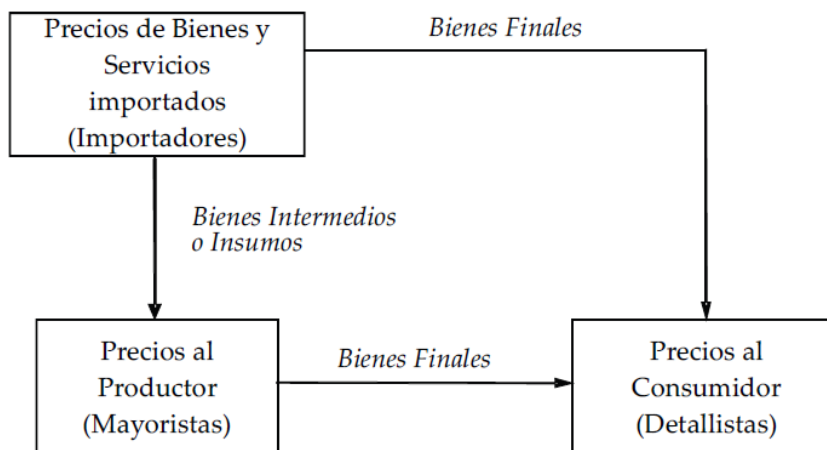 Precios de Bienes y
Servicios
importados
(Importadores)
Bienes Finales
Bienes Intermedios
o Insumos
Precios al
Productor
(Mayoristas)
Bienes Finales
Precios al
Consumidor
(Detallistas)